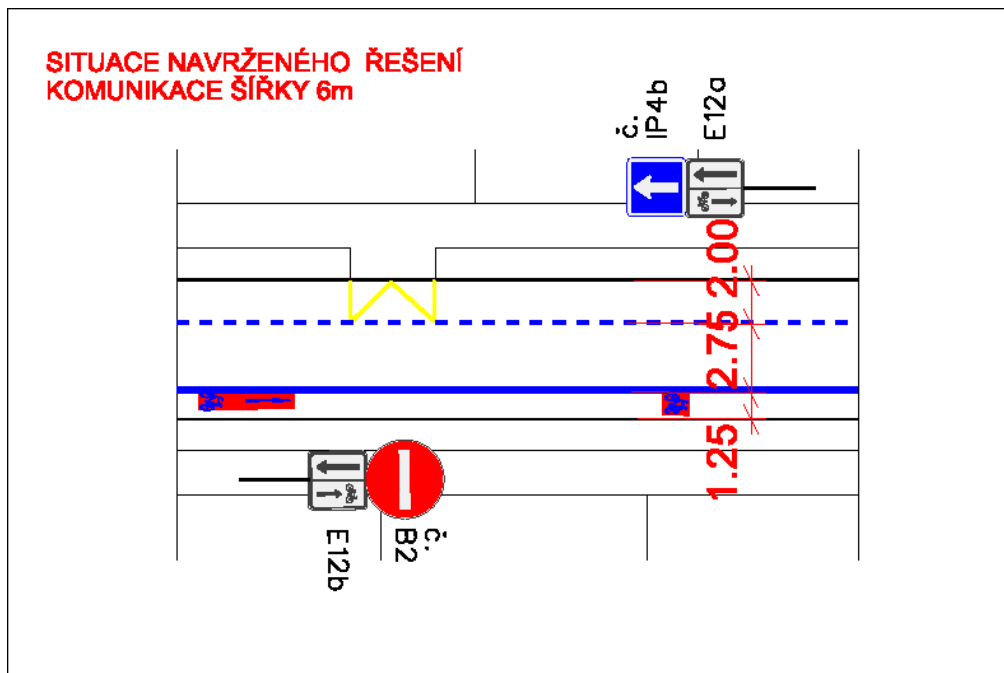 SITUACE NAVRŽENÉHO ŘEŠENÍ
KOMUNIKACE ŠÍŘKY 6m
č.
IP4b
E12a
2.00
2.75
1.25
E12b
č.
B2